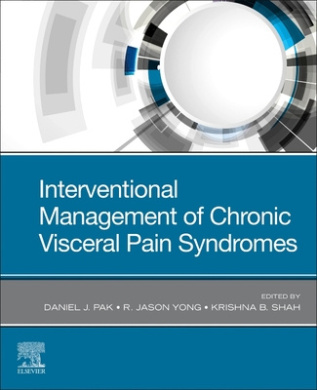 Interventional
Management of Chronic
Visceral Pain Syndromes
EDITED BY
DANIEL J. PAK • R. JASON YONG • KRISHNA B. SHAH
ELSEVIER